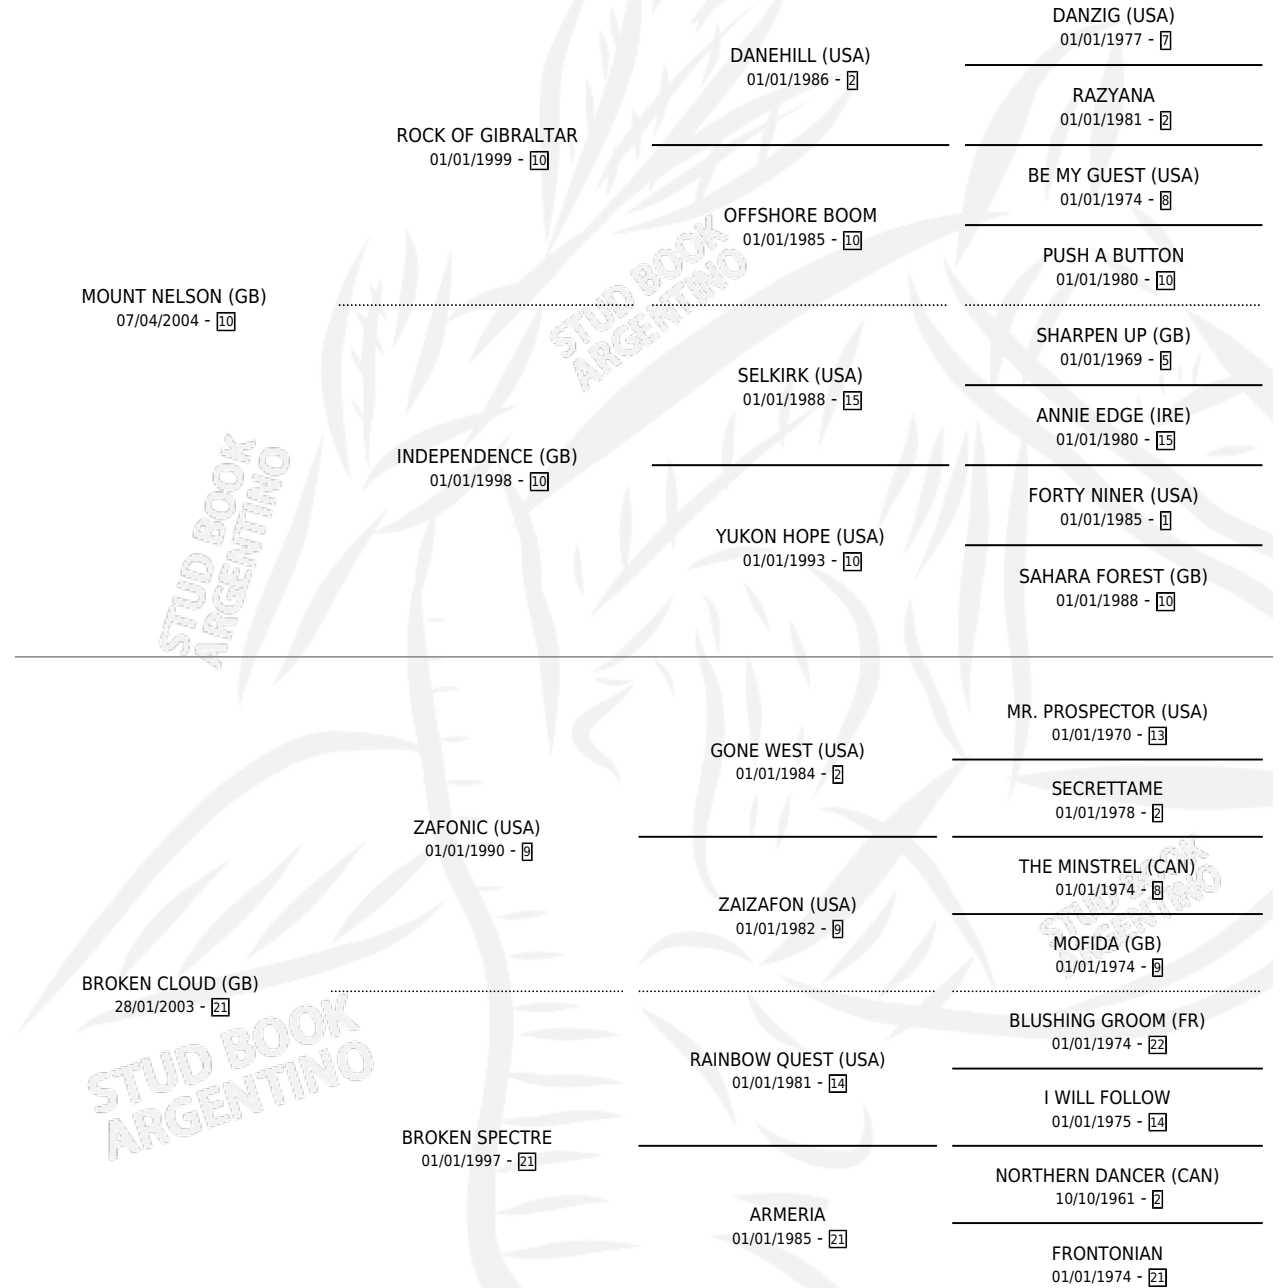 DANZIG (USA)
01/01/1977 - 7
DANEHILL (USA)
01/01/1986 - 2
RAZYANA
01/01/1981 - 2
ROCK OF GIBRALTAR
01/01/1999 - 10
BE MY GUEST (USA)
01/01/1974 - 8
OFFSHORE BOOM
01/01/1985 - 10
PUSH A BUTTON
01/01/1980 - 10
MOUNT NELSON (GB)
07/04/2004 - 10
STUD BOOK
ARGENTINO
SHARPEN UP (GB)
01/01/1969 - 5
SELKIRK (USA)
01/01/1988 - 15
ANNIE EDGE (IRE)
01/01/1980 - 15
INDEPENDENCE (GB)
01/01/1998 - 10
FORTY NINER (USA)
01/01/1985 - 1
YUKON HOPE (USA)
01/01/1993 - 10
SAHARA FOREST (GB)
01/01/1988 - 10
STUD BOOK
ARGENTINO
MR. PROSPECTOR (USA)
01/01/1970 - 13
GONE WEST (USA)
01/01/1984 - 2
SECRETTAME
01/01/1978 - 2
ZAFONIC (USA)
01/01/1990 - 9
THE MINSTREL (CAN)
01/01/1974 - 8
STUD BOOK
ARGENTINO
ZAIZAFON (USA)
01/01/1982 - 9
MOFIDA (GB)
01/01/1974 - 9
BROKEN CLOUD (GB)
28/01/2003 - 21
STUD BOOK
ARGENTINO
BLUSHING GROOM (FR)
01/01/1974 - 22
RAINBOW QUEST (USA)
01/01/1981 - 14
I WILL FOLLOW
01/01/1975 - 14
BROKEN SPECTRE
01/01/1997 - 21
NORTHERN DANCER (CAN)
10/10/1961 - 2
ARMERIA
01/01/1985 - 21
FRONTONIAN
01/01/1974 - 21